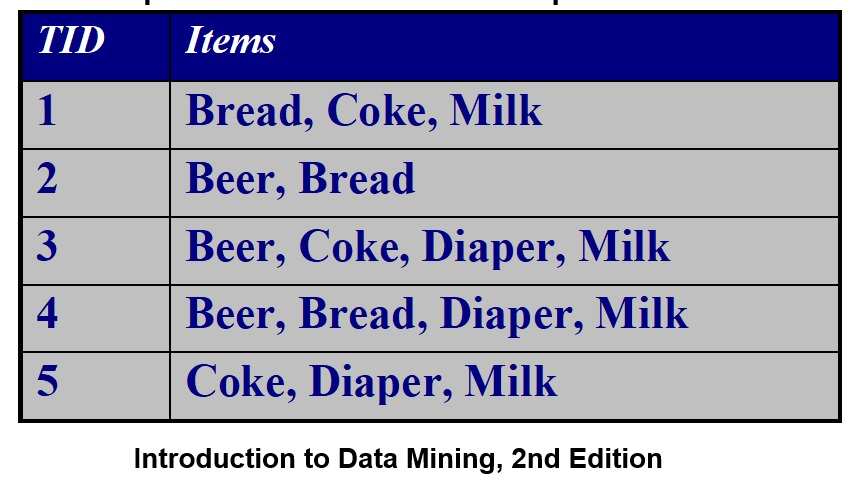 TID Items
1 Bread, Coke, Milk
2 Beer, Bread
3 Beer, Coke, Diaper, Milk
4 Beer, Bread, Diaper, Milk
5 Coke, Diaper, Milk
Introduction to Data Mining, 2nd Edition